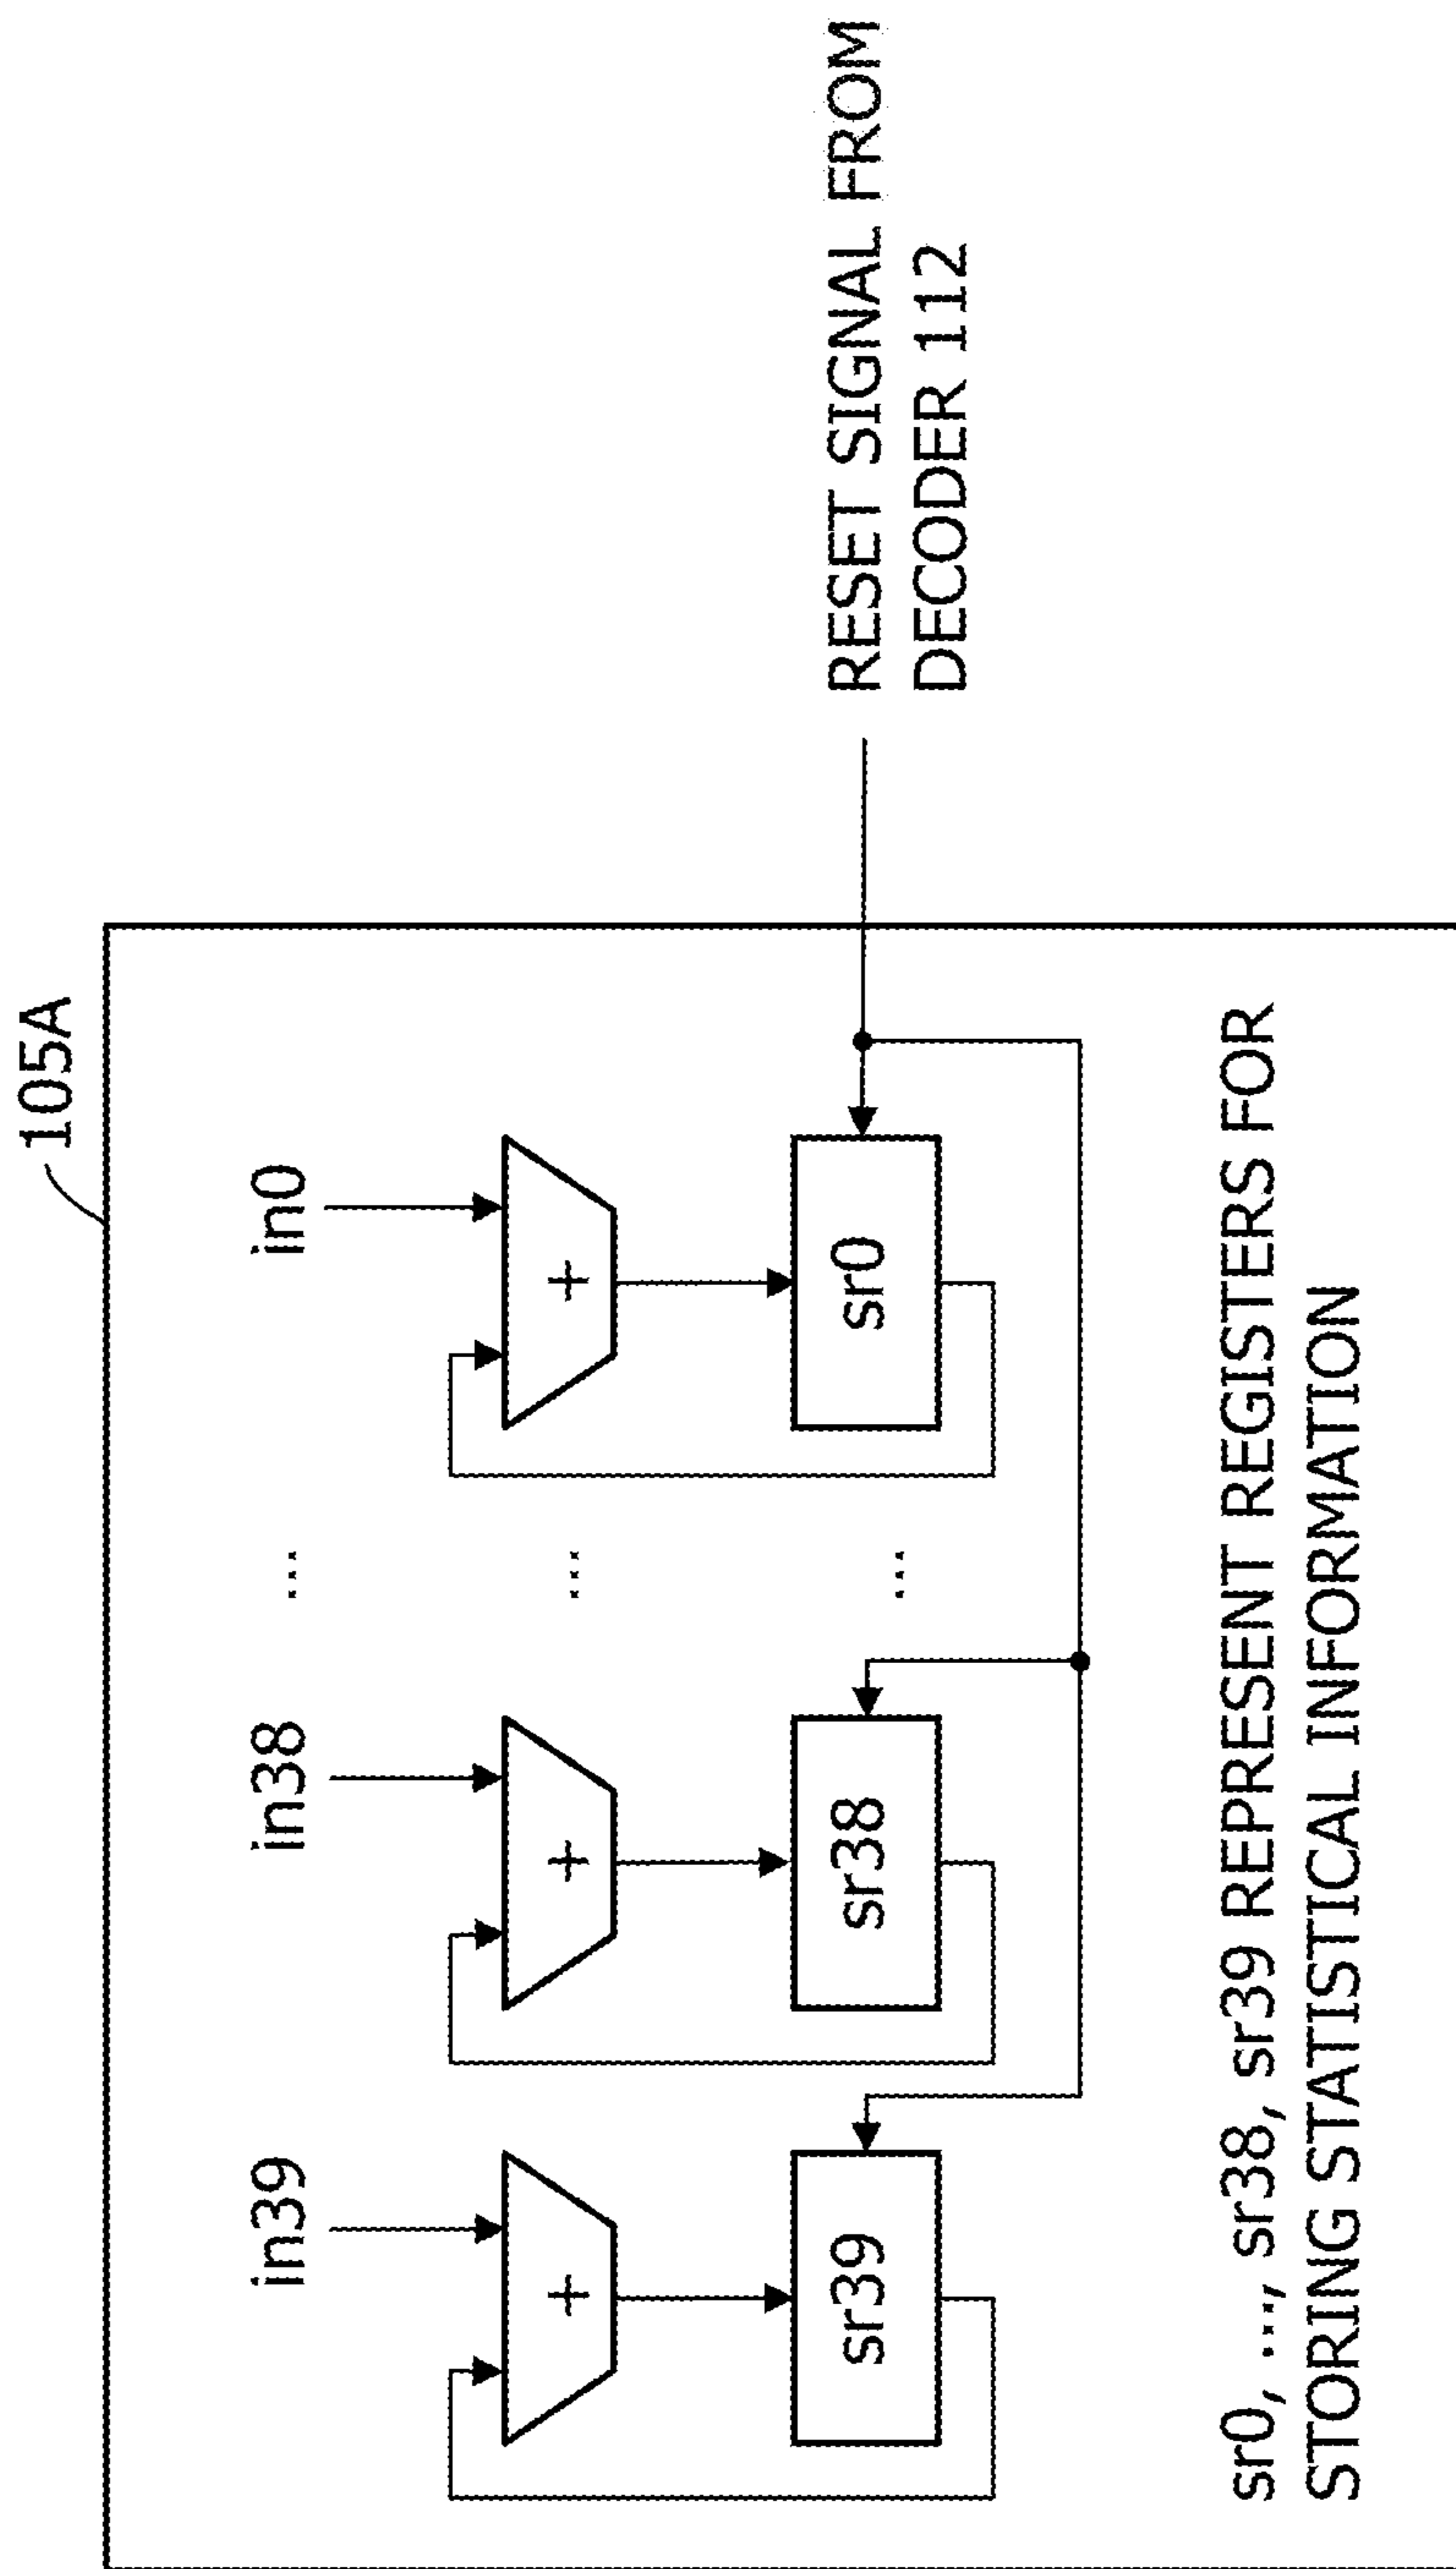 105A
in39
in38
...
in0
+
+
...
+
sr39
sr38
...
sr0
RESET SIGNAL FROM
DECODER 112
sr0, ..., sr38, sr39 REPRESENT REGISTERS FOR
STORING STATISTICAL INFORMATION